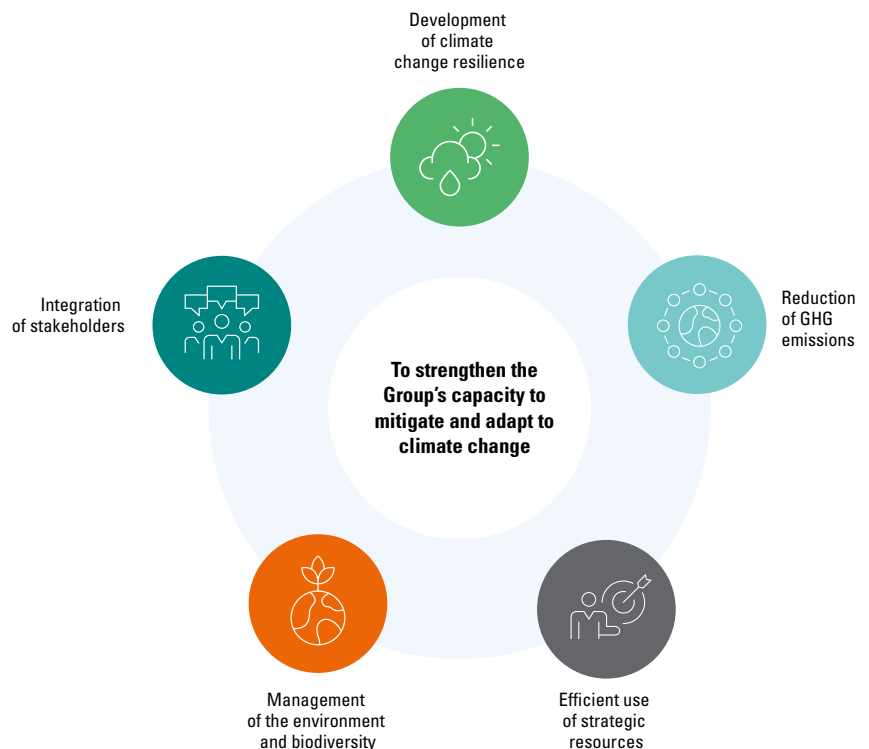 Development
of climate
change resilience
Integration
of stakeholders
Reduction
of GHG
emissions
To strengthen the
Group's capacity to
mitigate and adapt to
climate change
Management
of the environment
and biodiversity
Efficient use
of strategic
resources